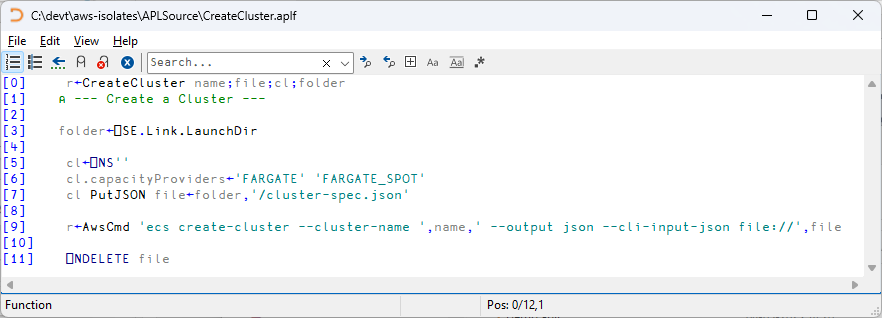 C:\devt\aws-isolates\APLSource\CreateCluster.aplf
File Edit View Help
Search...
Aa Aa .*
[0] r←CreateCluster name;file;cl;folder
[1] ⍝ --- Create a Cluster ---
[2]
[3] folder←⎕SE.Link.LaunchDir
[4]
[5] cl←⎕NS''
[6] cl.capacityProviders←'FARGATE' 'FARGATE_SPOT'
[7] cl PutJSON file←folder,'/cluster-spec.json'
[8]
[9] r←AwsCmd 'ecs create-cluster --cluster-name ',name,' --output json --cli-input-json file://',file
[10]
[11] ⎕NDELETE file
Function Pos: 0/12,1